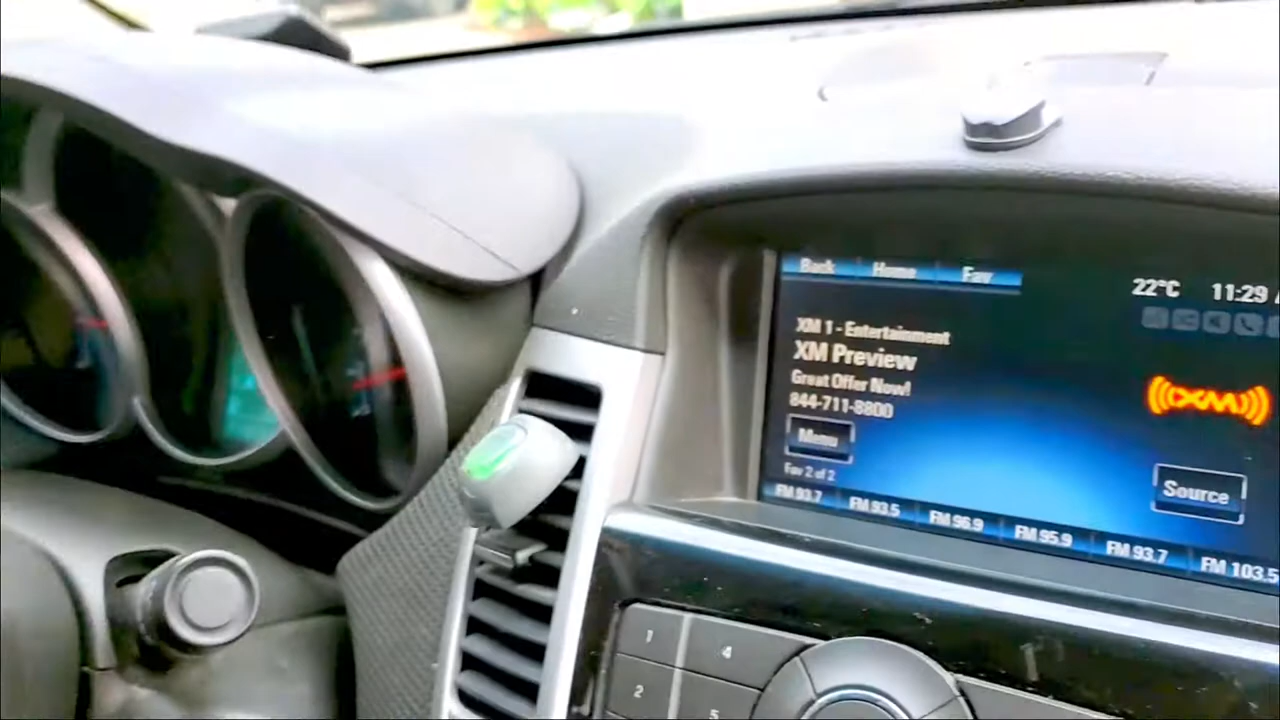 Back Home Fav
22°C 11:29
XM 1 - Entertainment
XM Preview
Great Offer Now!
844-711-8800
XM
Menu
Source
Fav 2 of 2
FM 93.7 FM 93.5 FM 96.9 FM 95.9 FM 93.7 FM 103.5
1 4
2 5